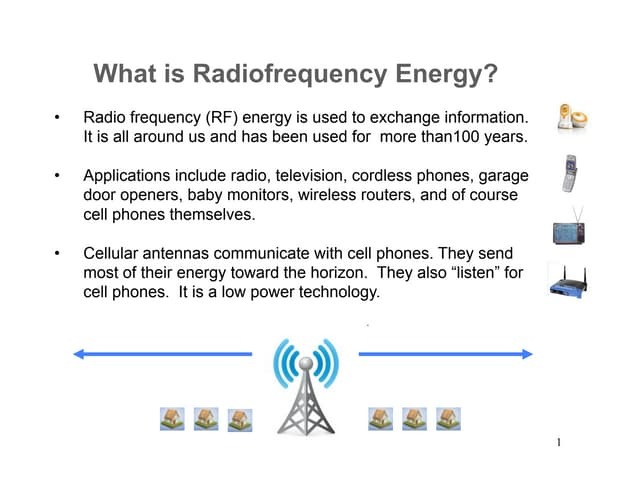 What is Radiofrequency Energy?
• Radio frequency (RF) energy is used to exchange information.
It is all around us and has been used for  more than100 years.
• Applications include radio, television, cordless phones, garage
door openers, baby monitors, wireless routers, and of course
cell phones themselves.
• Cellular antennas communicate with cell phones. They send
most of their energy toward the horizon.  They also “listen” for
cell phones.  It is a low power technology.
.
1